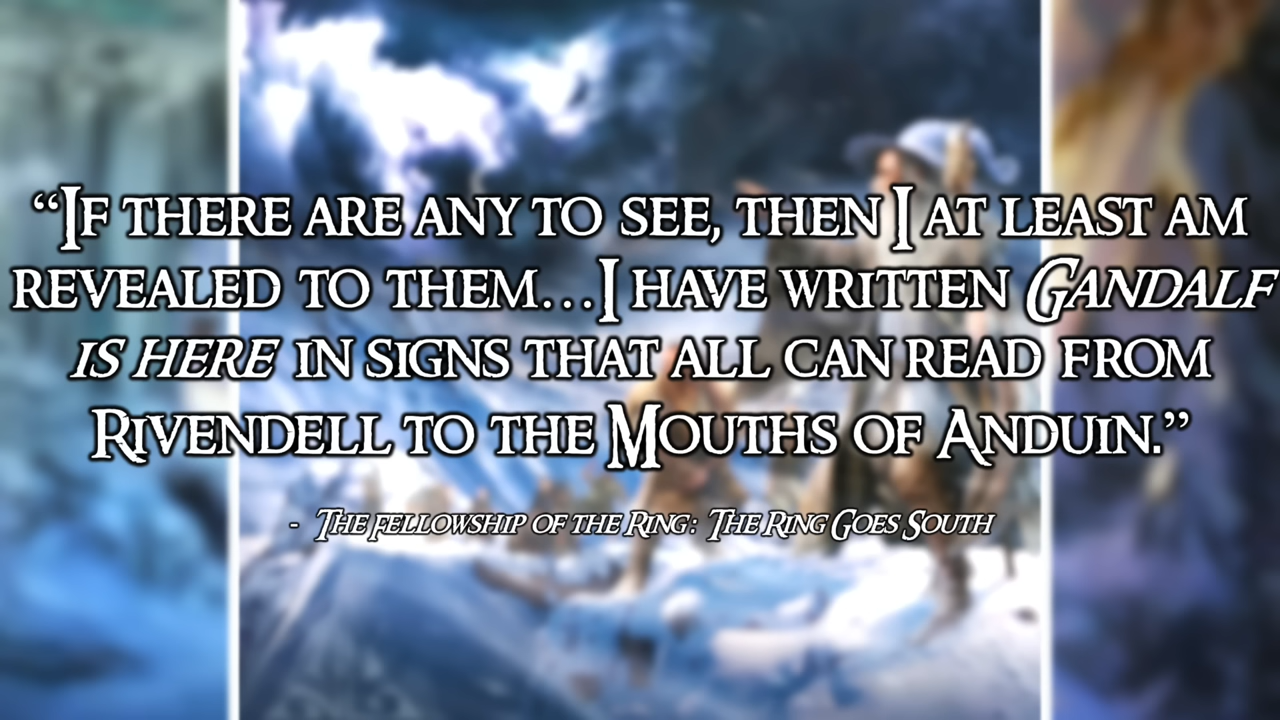 “If there are any to see, then I at least am
revealed to them…I have written Gandalf
is here in signs that all can read from
Rivendell to the Mouths of Anduin.”
- The Fellowship of the Ring: The Ring Goes South